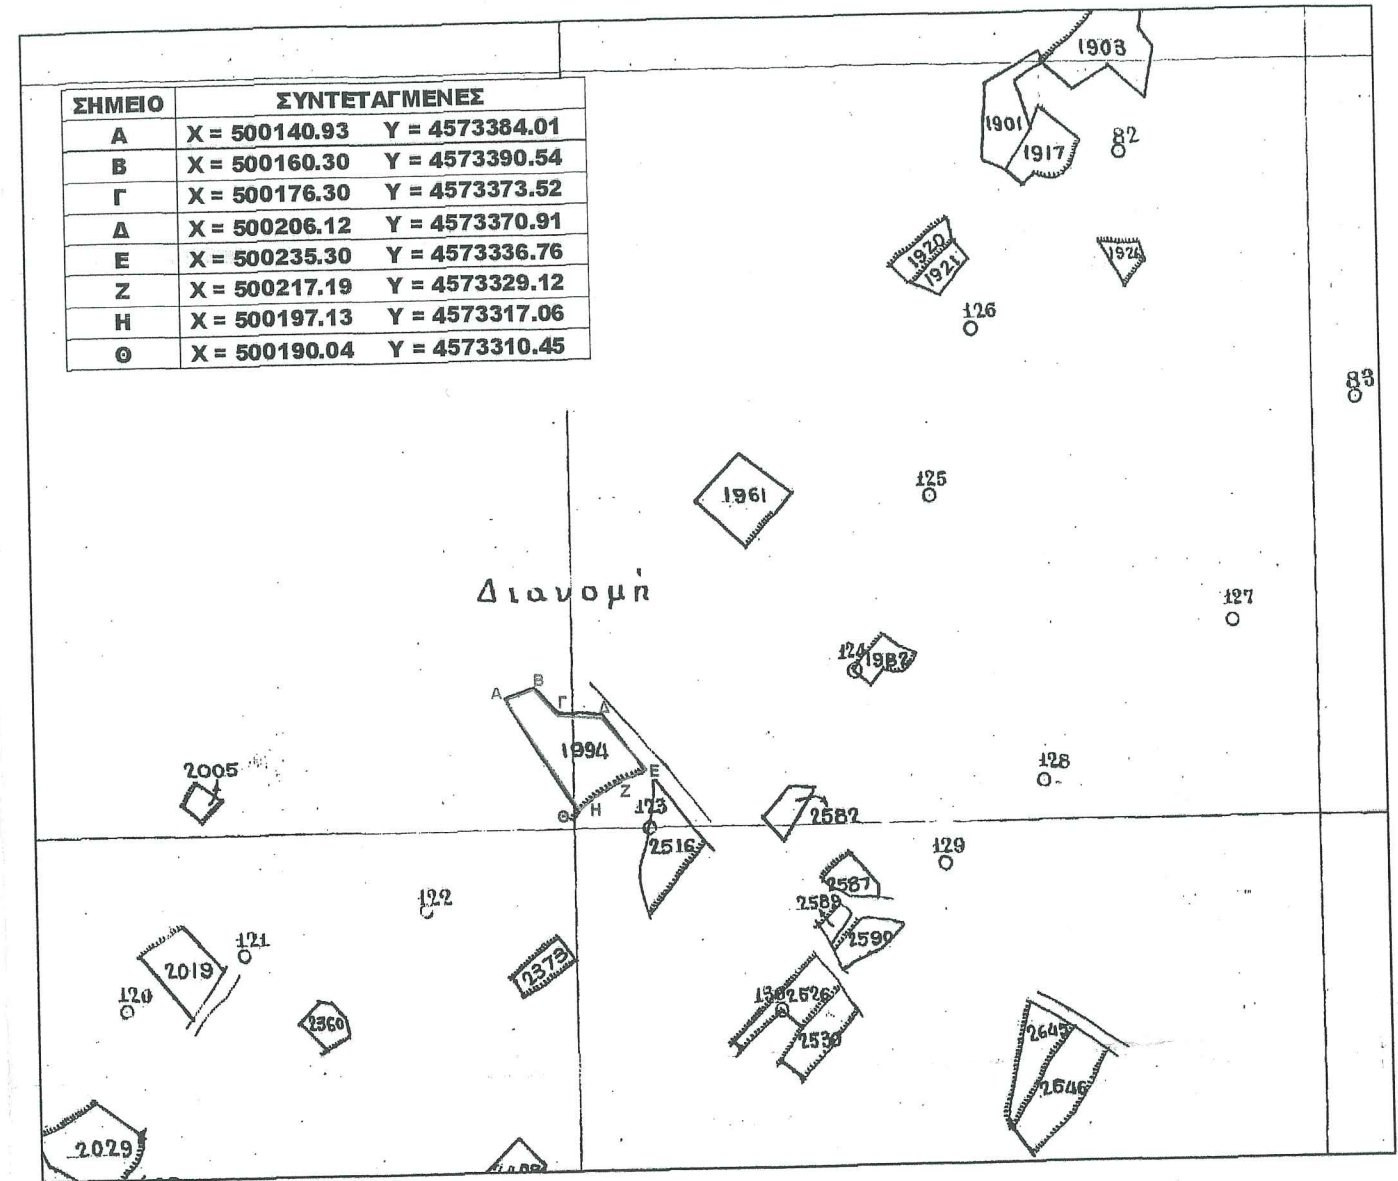 ΣΗΜΕΙΟ ΣΥΝΤΕΤΑΓΜΕΝΕΣ
Α Χ = 500140.93 Υ = 4573384.01
Β Χ = 500160.30 Υ = 4573390.54
Γ Χ = 500176.30 Υ = 4573373.52
Δ Χ = 500206.12 Υ = 4573370.91
Ε Χ = 500235.30 Υ = 4573336.76
Ζ Χ = 500217.19 Υ = 4573329.12
Η Χ = 500197.13 Υ = 4573317.06
Θ Χ = 500190.04 Υ = 4573310.45
1903
1901
1917
82
1920
1921
1926
126
83
1961
125
Διανομή
127
124
1982
Α
Β
Γ
Δ
1994
Ε
Ζ
Η
Θ
2005
128
123
2582
2516
129
2587
122
2589
2590
121
2019
2373
120
2360
130
2526
2530
2645
2646
2029